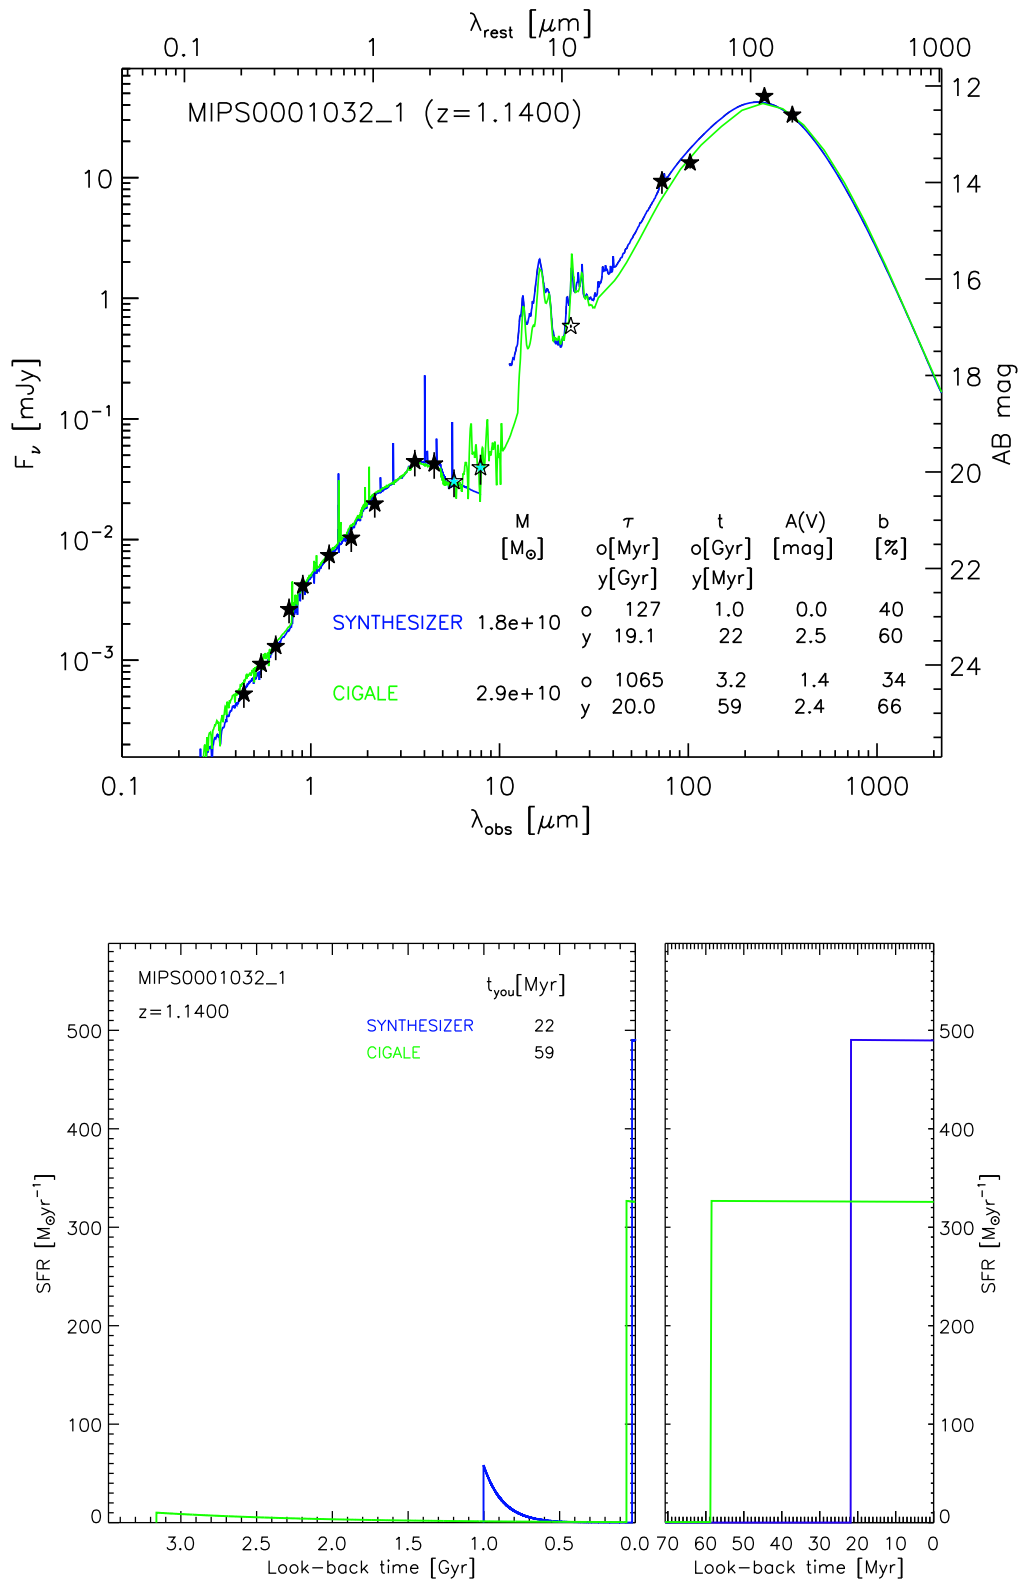 λrest [μm]
0.1 1 10 100 1000
MIPS0001032_1 (z=1.1400)
Fν [mJy]
10
1
10⁻¹
10⁻²
10⁻³
AB mag
12
14
16
18
20
22
24
M τ t A(V) b
[M⊙] o[Myr] o[Gyr] [mag] [%]
y[Gyr] y[Myr]
SYNTHESIZER 1.8e+10
o 127 1.0 0.0 40
y 19.1 22 2.5 60
CIGALE 2.9e+10
o 1065 3.2 1.4 34
y 20.0 59 2.4 66
0.1 1 10 100 1000
λobs [μm]
MIPS0001032_1
z=1.1400
tyou[Myr]
SYNTHESIZER 22
CIGALE 59
SFR [M⊙yr⁻¹]
500
400
300
200
100
0
3.0 2.5 2.0 1.5 1.0 0.5 0.0
Look-back time [Gyr]
500
400
300
200
100
0
SFR [M⊙yr⁻¹]
70 60 50 40 30 20 10 0
Look-back time [Myr]